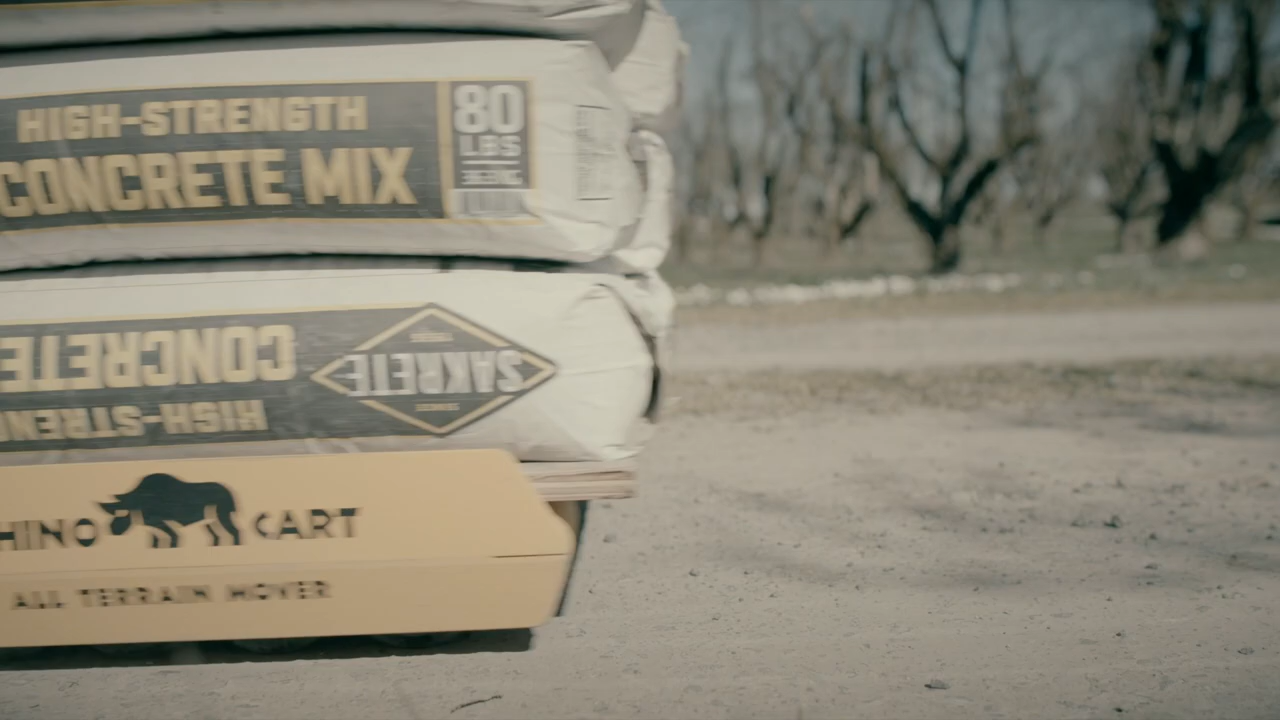 HIGH-STRENGTH
CONCRETE MIX
80
LBS
SAKRETE
CONCRETE
HIGH-STREN
HINO CART
ALL TERRAIN MOVER